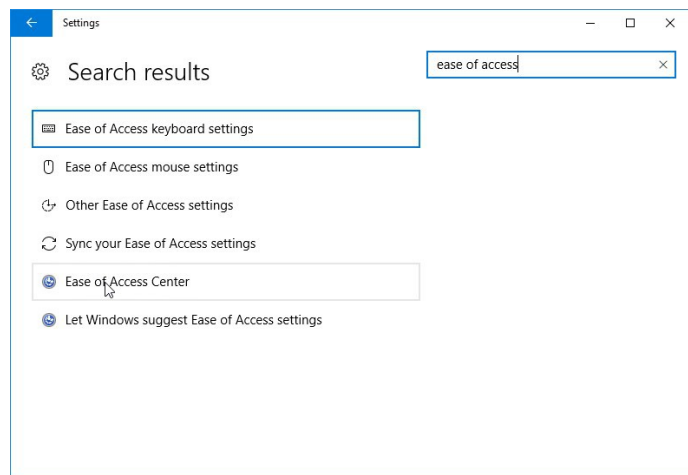 Settings
Search results
ease of access
Ease of Access keyboard settings
Ease of Access mouse settings
Other Ease of Access settings
Sync your Ease of Access settings
Ease of Access Center
Let Windows suggest Ease of Access settings